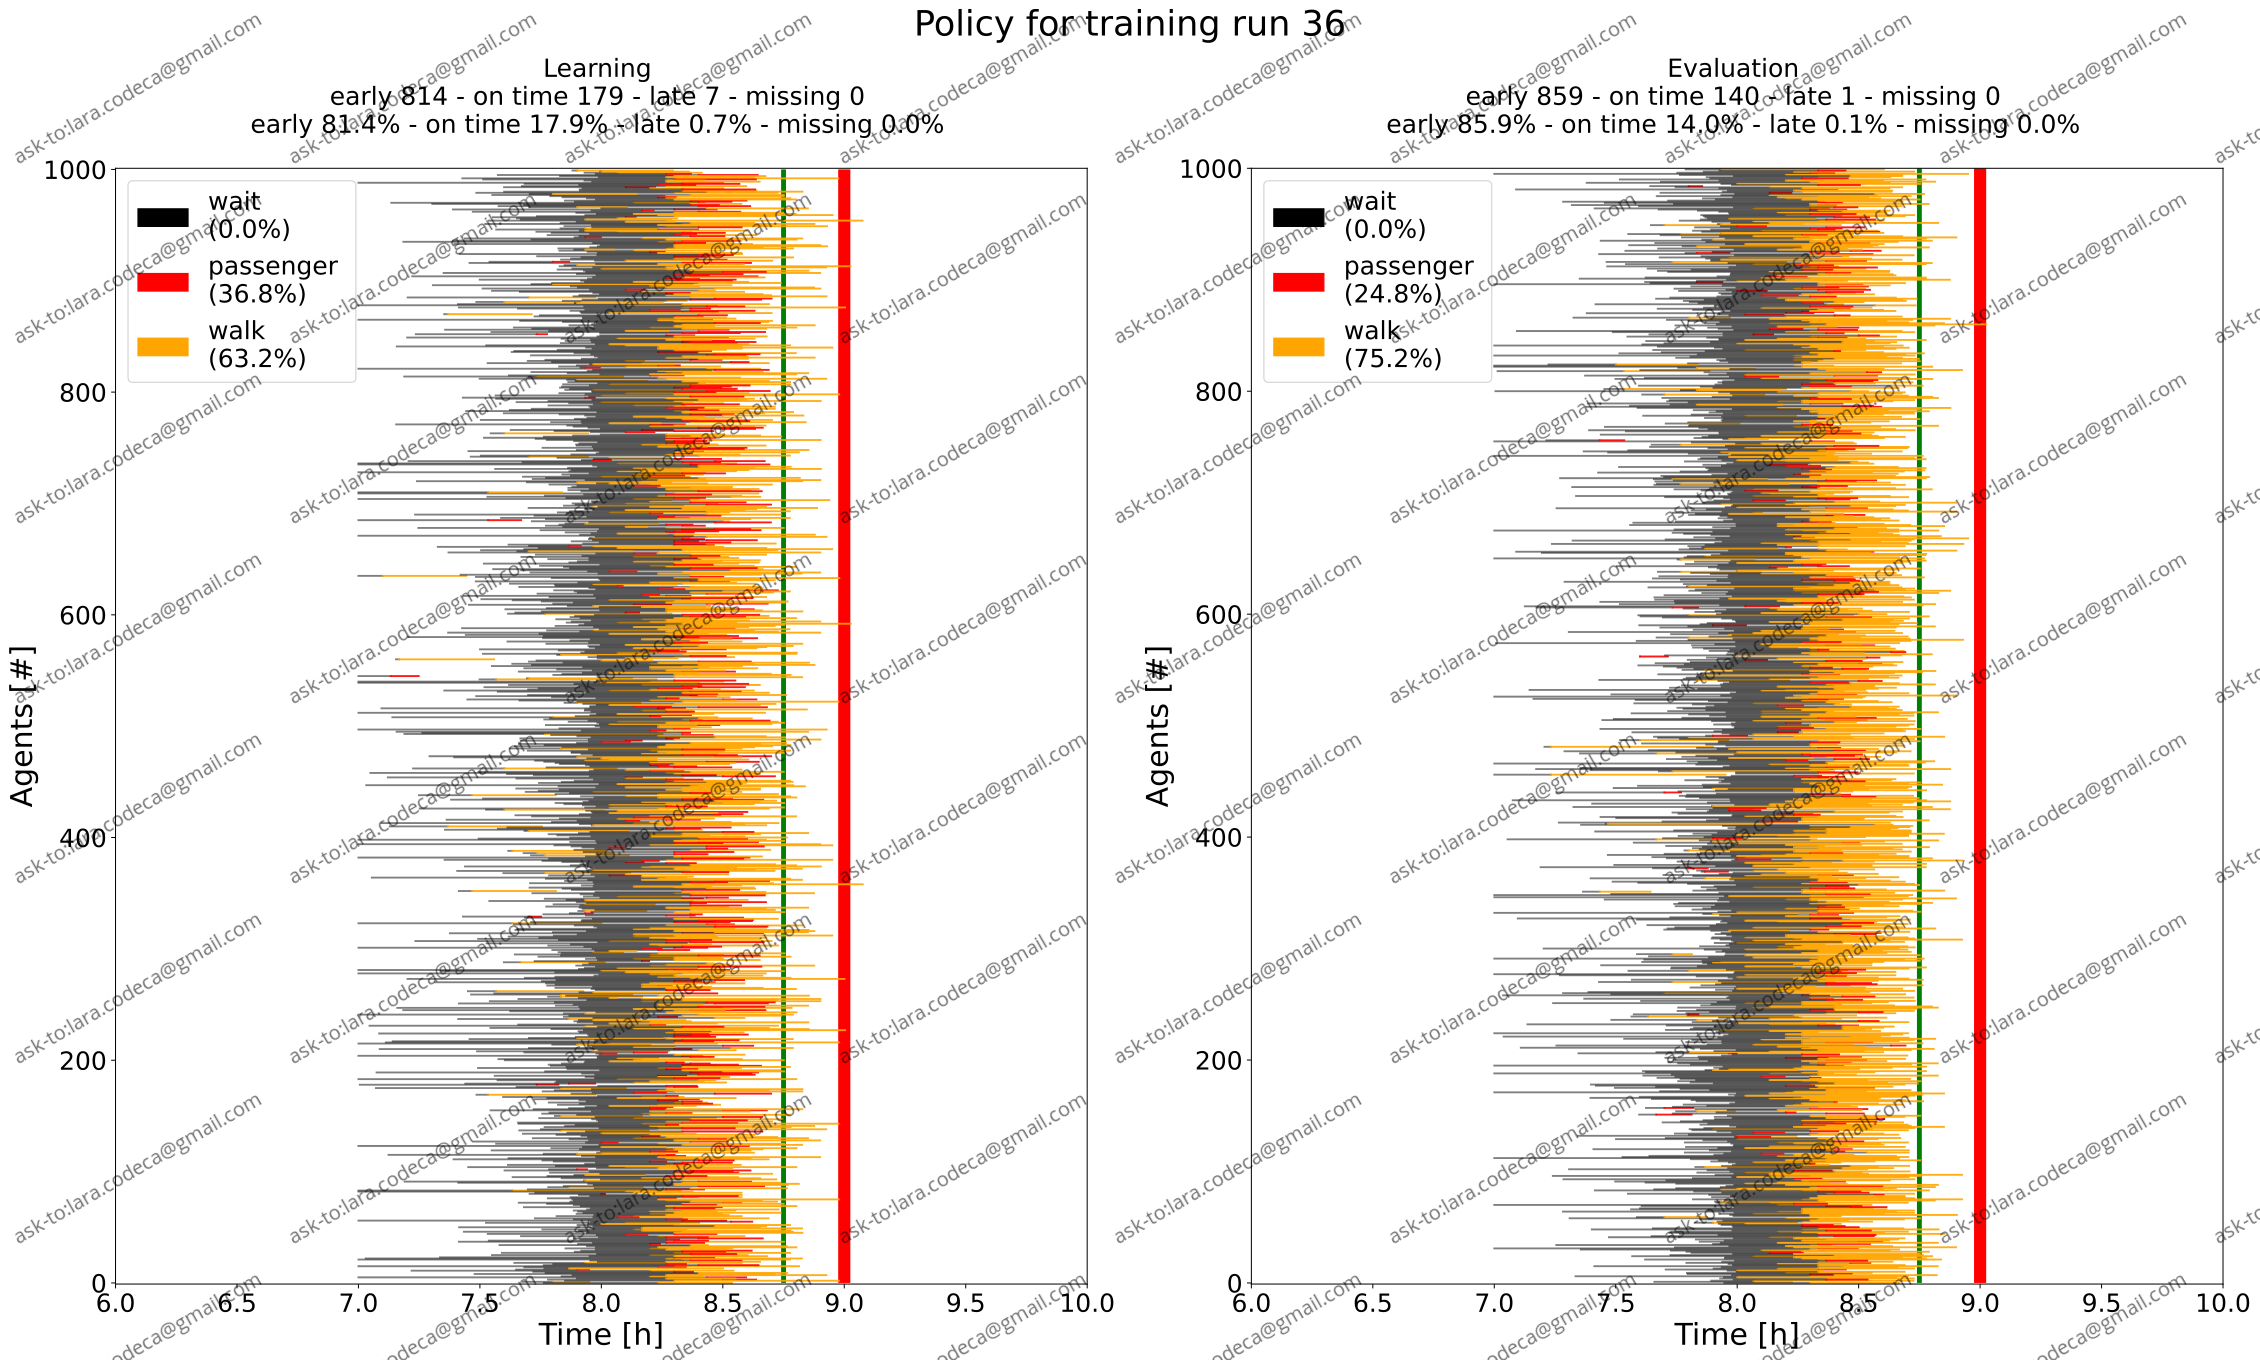 Policy for training run 36
Learning
early 814 - on time 179 - late 7 - missing 0
early 81.4% - on time 17.9% - late 0.7% - missing 0.0%
1000
800
600
400
200
0
Agents [#]
wait
(0.0%)
passenger
(36.8%)
walk
(63.2%)
6.0 6.5 7.0 7.5 8.0 8.5 9.0 9.5 10.0
Time [h]
Evaluation
early 859 - on time 140 - late 1 - missing 0
early 85.9% - on time 14.0% - late 0.1% - missing 0.0%
1000
800
600
400
200
0
Agents [#]
wait
(0.0%)
passenger
(24.8%)
walk
(75.2%)
6.0 6.5 7.0 7.5 8.0 8.5 9.0 9.5 10.0
Time [h]
ask-to:lara.codeca@gmail.com